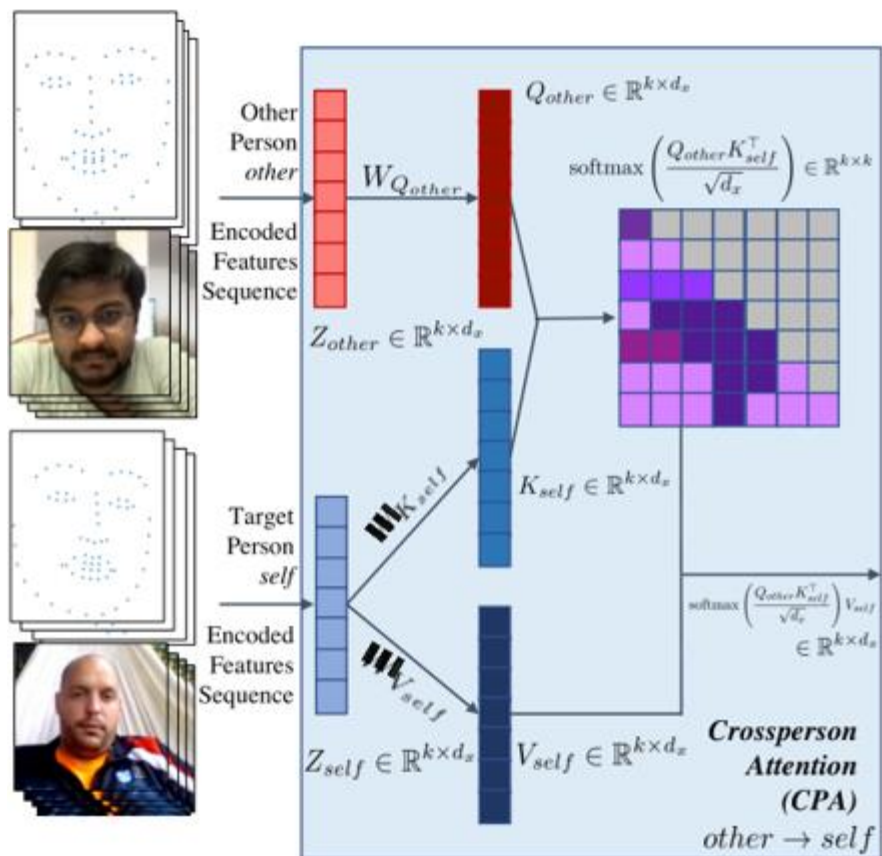 Other
Person
other
Encoded
Features
Sequence
W_{Q_{other}}
Z_{other} ∈ ℝ^{k×d_x}
Q_{other} ∈ ℝ^{k×d_x}
softmax (Q_{other} K_{self}^⊤ / √d_x) ∈ ℝ^{k×k}
Target
Person
self
Encoded
Features
Sequence
K_{self}
V_{self}
Z_{self} ∈ ℝ^{k×d_x}
K_{self} ∈ ℝ^{k×d_x}
V_{self} ∈ ℝ^{k×d_x}
softmax (Q_{other} K_{self}^⊤ / √d_x) V_{self}
∈ ℝ^{k×d_x}
Crossperson
Attention
(CPA)
other → self